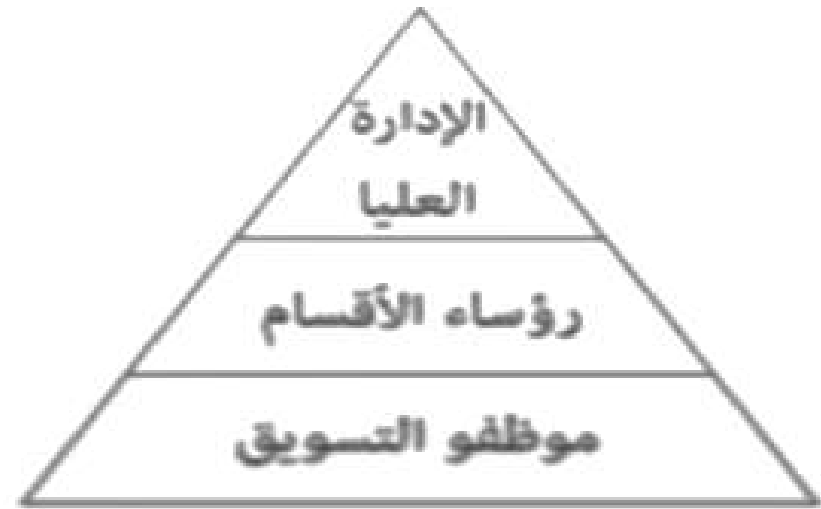 الإدارة
العليا
رؤساء الأقسام
موظفو التسويق